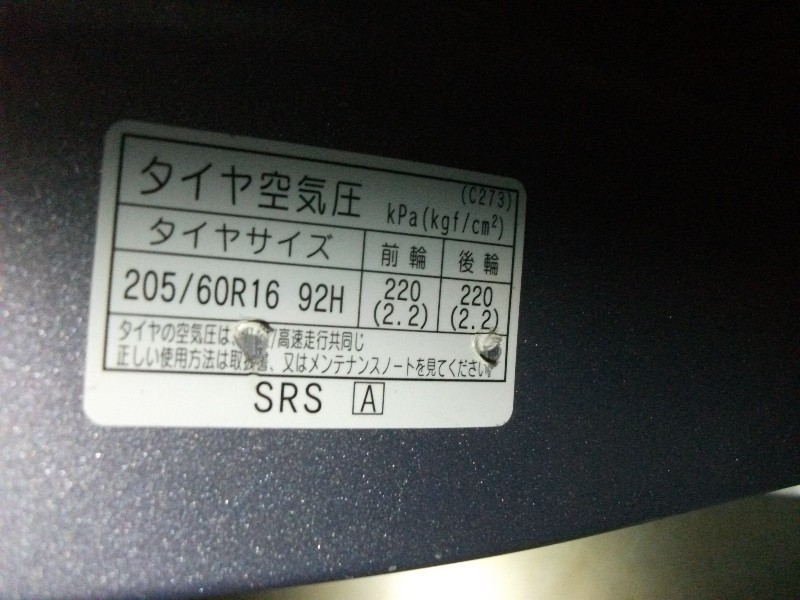 タイヤ空気圧 (C273) kPa(kgf/cm²)
タイヤサイズ 前輪 後輪
205/60R16 92H 220 (2.2) 220 (2.2)
タイヤの空気圧は、/高速走行共同じ
正しい使用方法は取書、又はメンテナンスノートを見てください
SRS A